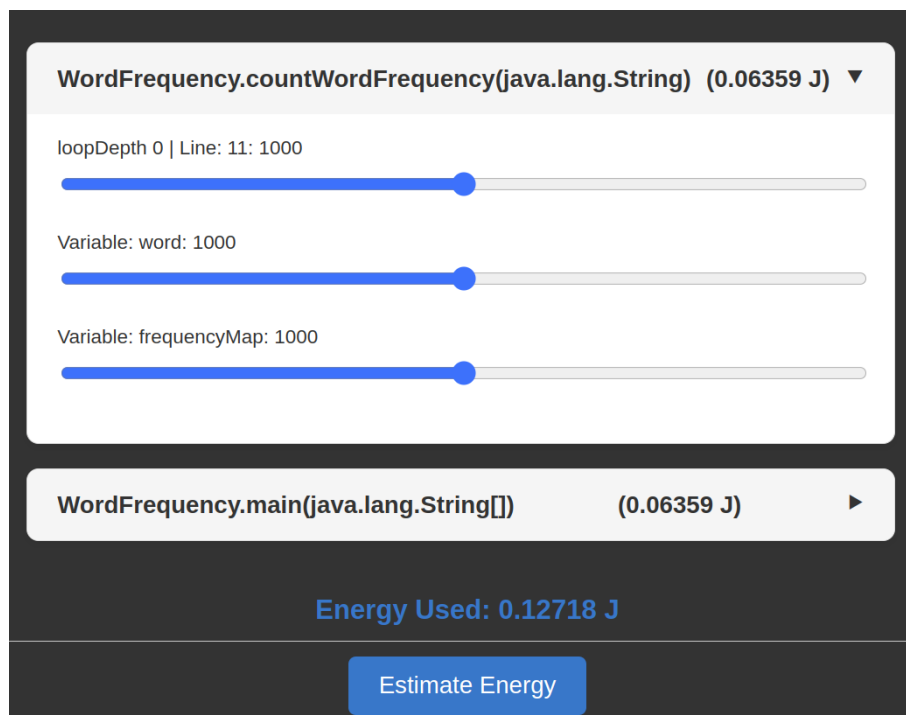 WordFrequency.countWordFrequency(java.lang.String) (0.06359 J) ▼
loopDepth 0 | Line: 11: 1000
Variable: word: 1000
Variable: frequencyMap: 1000
WordFrequency.main(java.lang.String[]) (0.06359 J) ▶
Energy Used: 0.12718 J
Estimate Energy